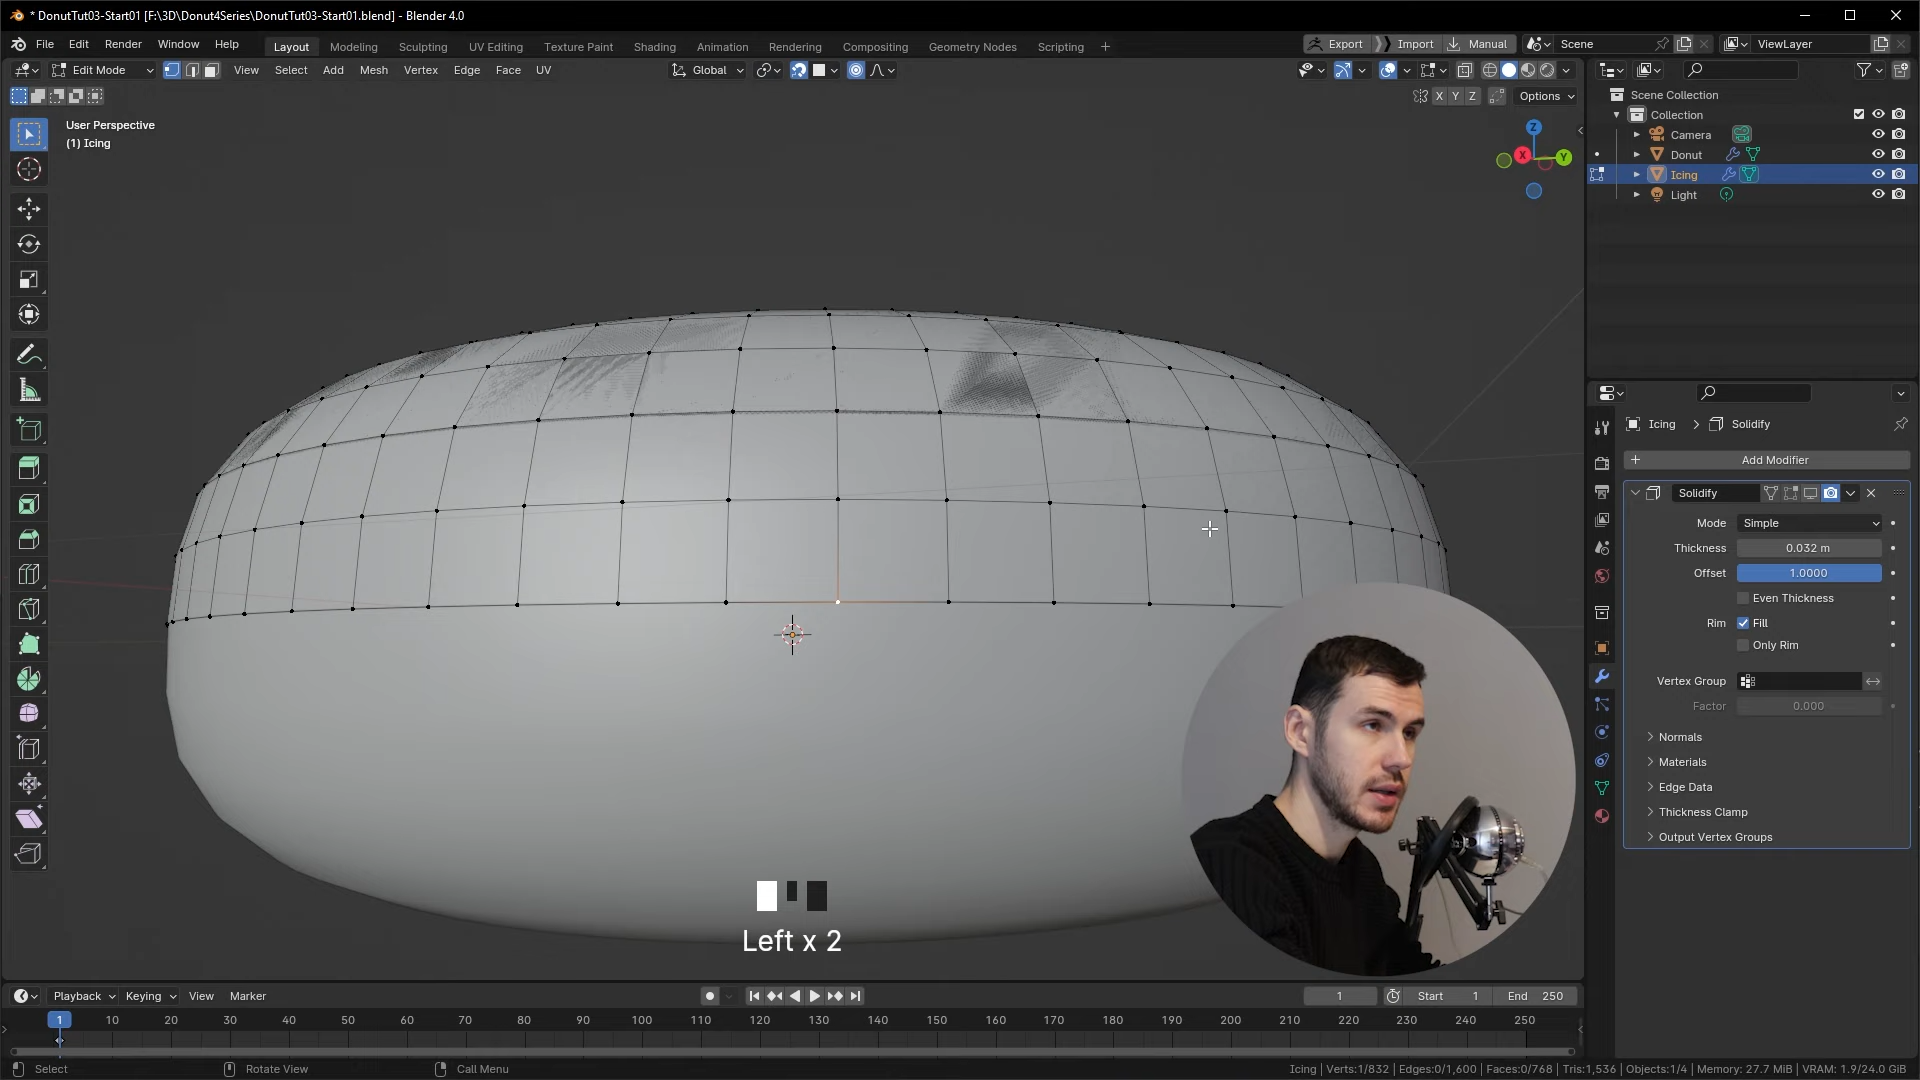 * DonutTut03-Start01 [F:\3D\Donut4Series\DonutTut03-Start01.blend] - Blender 4.0
File Edit Render Window Help Layout Modeling Sculpting UV Editing Texture Paint Shading Animation Rendering Compositing Geometry Nodes Scripting + Export Import Manual Scene ViewLayer
Edit Mode View Select Add Mesh Vertex Edge Face UV Global
X Y Z Options
User Perspective
(1) Icing
Z
X Y
Scene Collection
Collection
Camera
Donut
Icing
Light
Icing > Solidify
+ Add Modifier
Solidify
Mode Simple
Thickness 0.032 m
Offset 1.0000
Even Thickness
Rim Fill
Only Rim
Vertex Group
Factor 0.000
Normals
Materials
Edge Data
Thickness Clamp
Output Vertex Groups
Left x 2
Playback Keying View Marker 1 Start 1 End 250
1 10 20 30 40 50 60 70 80 90 100 110 120 130 140 150 160 170 180 190 200 210 220 230 240 250
Select Rotate View Call Menu Icing | Verts:1/832 | Edges:0/1,600 | Faces:0/768 | Tris:1,536 | Objects:1/4 | Memory: 27.7 MiB | VRAM: 1.9/24.0 GiB